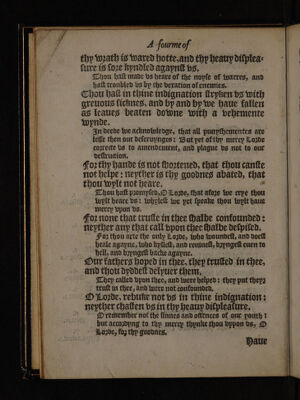 A fourme of
thy wrath is waxed hotte, and thy heauy displea-
sure is sore kyndled agaynst vs.
Thou hast made vs heare of the noyse of warres, and
hast troubled vs by the vexation of enemies.
Thou hast in thine indignation stryken vs with
greuous sicknes, and by and by we haue fallen
as leaues beaten downe with a vehemente
wynde.
In deede we acknowledge, that all punyshementes are
lesse then our deseruynges: But yet of thy mercy Lorde
correcte vs to amendement, and plague vs not to our
destruction.
For thy hande is not shortened, that thou canste
not helpe: neyther is thy goodnes abated, that
thou wylt not heare.
Thou hast promysed, O Lorde, that afore we crye thou
wylt heare vs: whylest we yet speake thou wylt haue
mercy vpon vs.
For none that truste in thee shalbe confounded:
neyther any that call vpon thee shalbe despised.
For thou arte the only Lorde, who woundest, and doest
heale agayne, who kyllest, and reuiuest, bryngest euen to
hell, and bryngest backe agayne.
Our fathers hoped in thee, they trusted in thee,
and thou dyddest delyuer them.
They called vpon thee, and were helped: they put theyr
trust in thee, and were not confounded.
O Lorde, rebuke not vs in thine indignation:
neyther chasten vs in thy heauy displeasure.
O remember not the sinnes and offences of our youth:
but accordyng to thy mercy thynke thou vpon vs, O
Lorde, for thy goodnes.
Haue